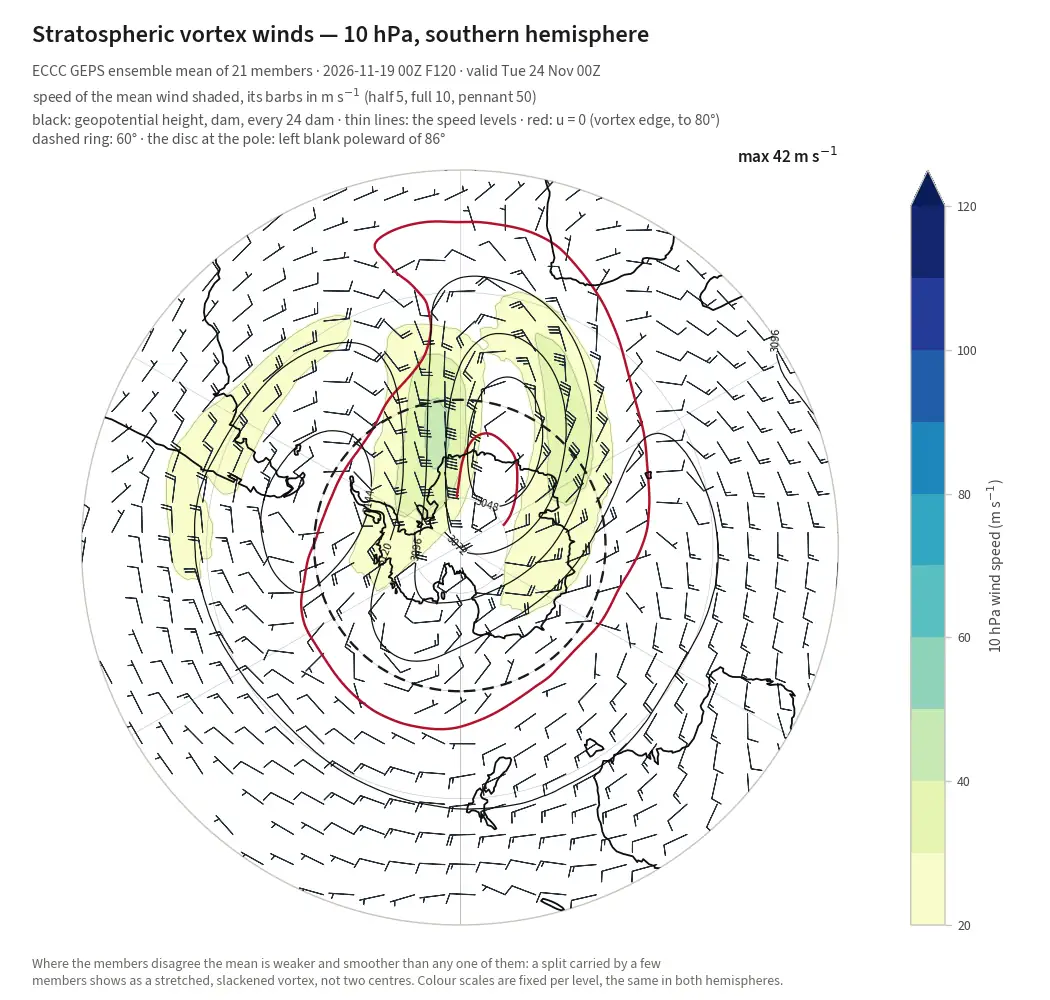 Stratospheric vortex winds — 10 hPa, southern hemisphere
ECCC GEPS ensemble mean of 21 members · 2026-11-19 00Z F120 · valid Tue 24 Nov 00Z
speed of the mean wind shaded, its barbs in m s⁻¹ (half 5, full 10, pennant 50)
black: geopotential height, dam, every 24 dam · thin lines: the speed levels · red: u = 0 (vortex edge, to 80°)
dashed ring: 60° · the disc at the pole: left blank poleward of 86°
max 42 m s⁻¹
120
100
80
60
40
20
10 hPa wind speed (m s⁻¹)
3096
3048
3096
Where the members disagree the mean is weaker and smoother than any one of them: a split carried by a few
members shows as a stretched, slackened vortex, not two centres. Colour scales are fixed per level, the same in both hemispheres.